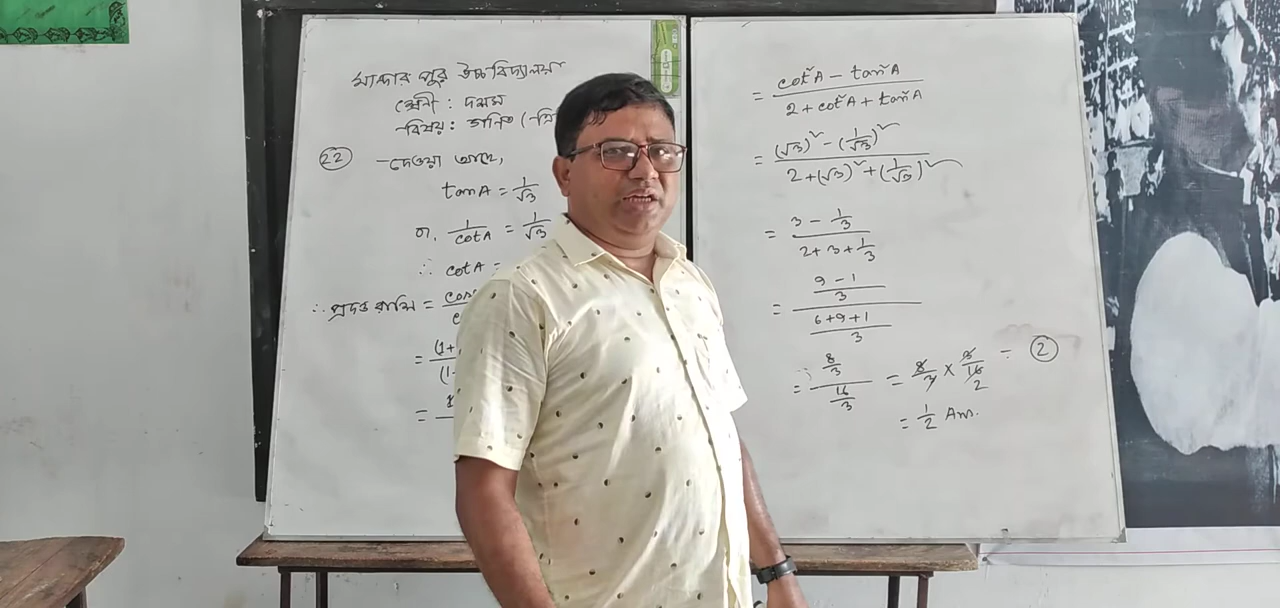 মান্দার পুর উচ্চ বিদ্যালয়
শ্রেণী : দশম
বিষয় : গণিত (ত্রি
22 দেওয়া আছে,
tanA = 1/√3
বা, 1/cotA = 1/√3
∴ cotA =
∴ প্রদত্ত রাশি =
= (1+
(1-
=
= (cot²A - tan²A) / (2 + cot²A + tan²A)
= ((√3)² - (1/√3)²) / (2+(√3)²+(1/√3)²)
= (3 - 1/3) / (2+3+1/3)
= ((9-1)/3) / ((6+9+1)/3)
= (8/3) / (16/3) = 8/3 × 3/16 2 = 2
= 1/2 Ans.